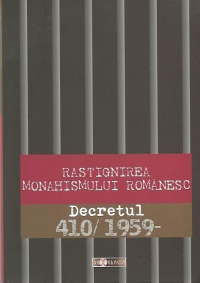 RASTIGNIREA
MONAHISMULUI ROMANESC
Decretul
410/1959-